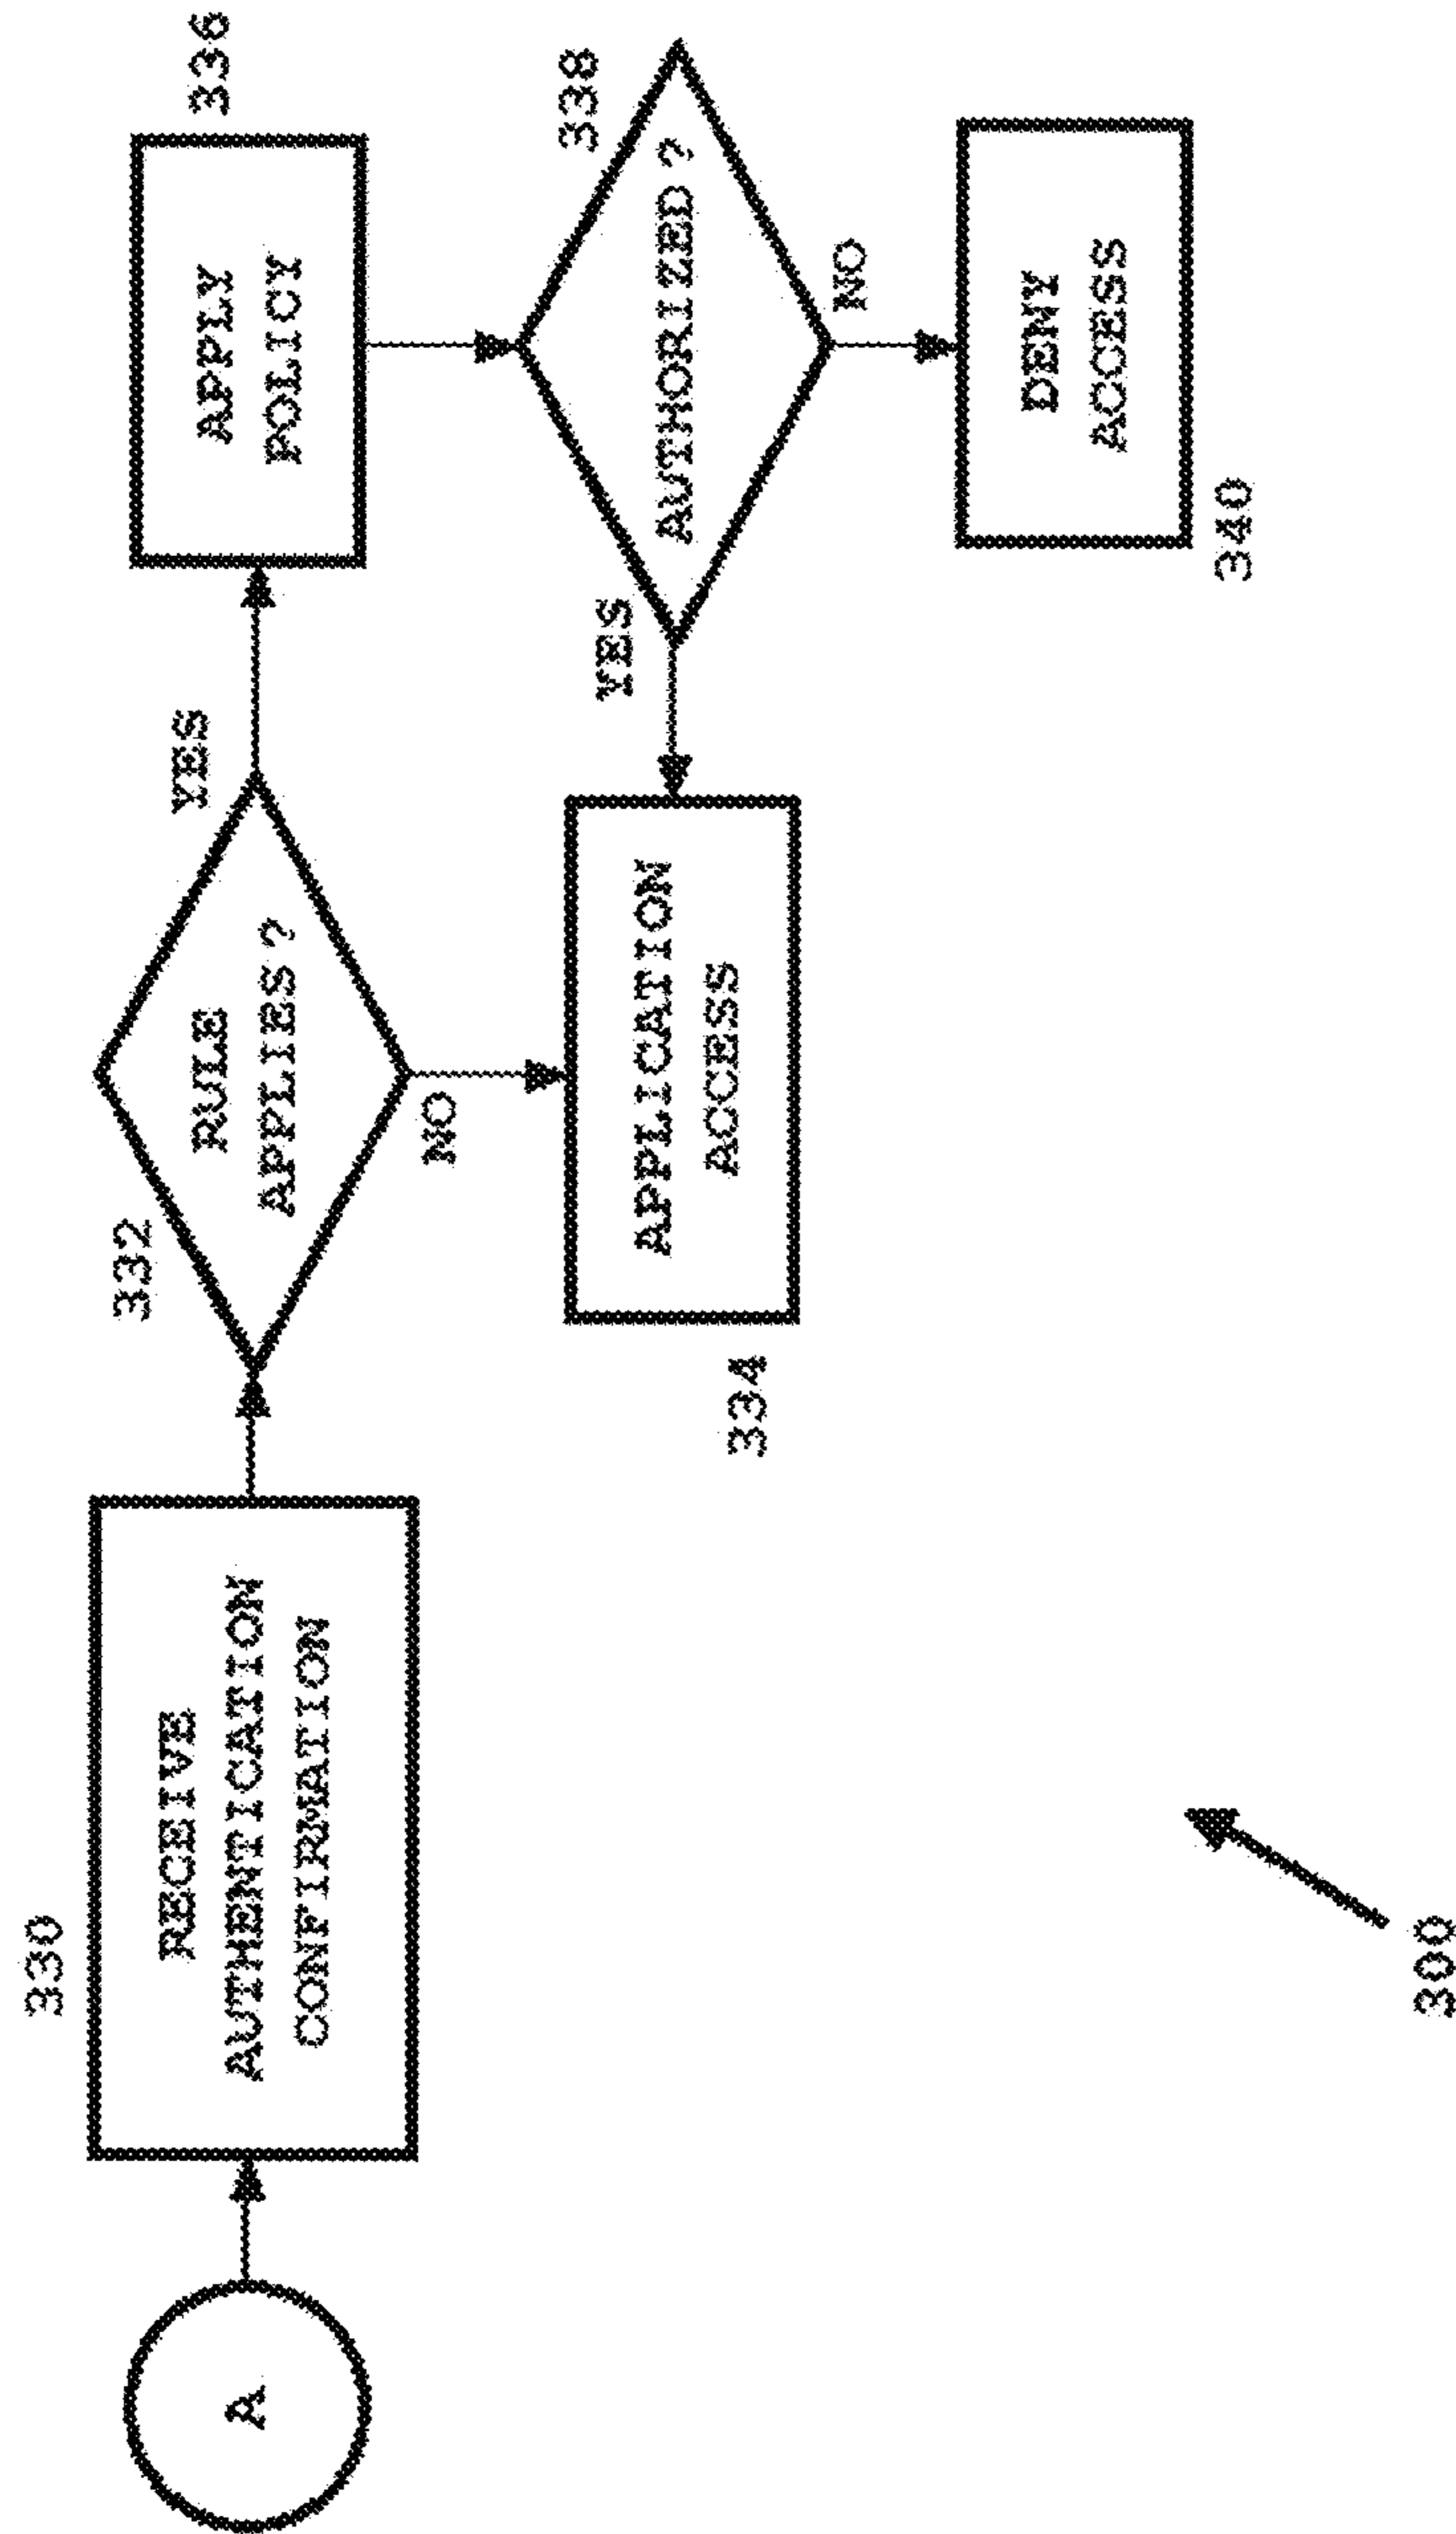 A
330
RECEIVE
AUTHENTICATION
CONFIRMATION
332
RULE
APPLIES ?
YES
NO
336
APPLY
POLICY
338
AUTHORIZED ?
YES
NO
334
APPLICATION
ACCESS
340
DENY
ACCESS
300